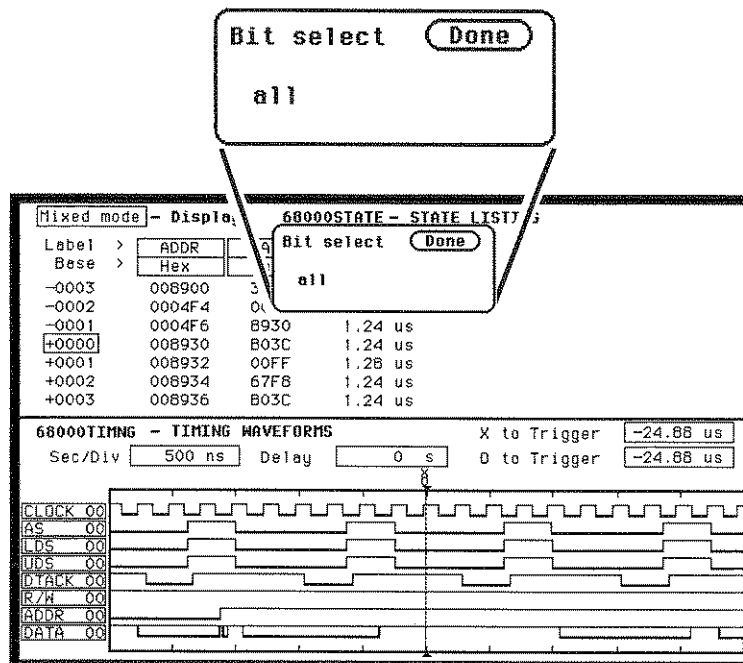 Bit select Done
all
Mixed mode - Displa 68000STATE - STATE LISTING
Label > ADDR
Base > Hex
Bit select Done
all
-0003 008900 3
-0002 0004F4
-0001 0004F6 8930 1.24 us
+0000 008930 B03C 1.24 us
+0001 008932 00FF 1.28 us
+0002 008934 67F8 1.24 us
+0003 008936 B03C 1.24 us
68000TIMNG - TIMING WAVEFORMS X to Trigger -24.88 us
Sec/Div 500 ns Delay 0 s O to Trigger -24.88 us
X
O
CLOCK 00
AS 00
LDS 00
UDS 00
DTACK 00
R/W 00
ADDR 00
DATA 00